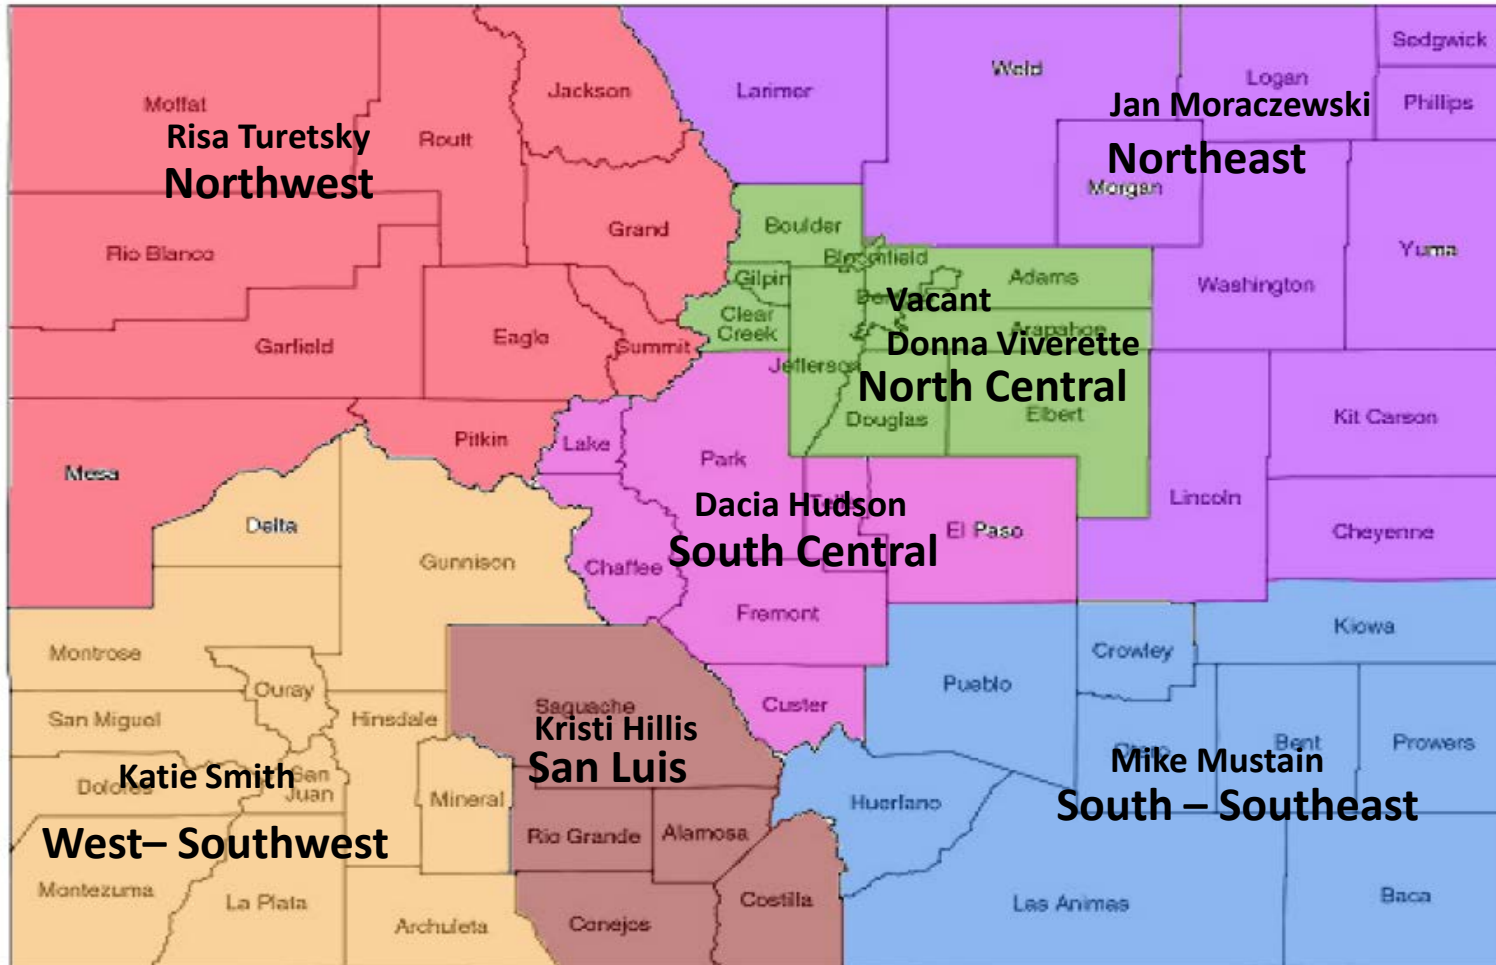 Sedgwick
Weld
Logan
Larimer
Jackson
Moffat
Phillips
Jan Moraczewski
Risa Turetsky
Routt
Northeast
Northwest
Morgan
Boulder
Grand
Yuma
Rio Blanco
Gilpin
Adams
Washington
Vacant
Clear
Creek
Arapahoe
Eagle
Summit
Garfield
Donna Viverette
Jefferson
North Central
Douglas
Elbert
Kit Carson
Pitkin
Lake
Park
Mesa
Lincoln
Dacia Hudson
Delta
El Paso
Cheyenne
South Central
Gunnison
Chaffee
Fremont
Kiowa
Montrose
Crowley
Pueblo
Ouray
Saguache
Custer
San Miguel
Hinsdale
Kristi Hillis
Otero
Bent
Prowers
San Luis
Mike Mustain
Katie Smith
San
Juan
Dolores
Mineral
Huerfano
South – Southeast
Rio Grande
Alamosa
West– Southwest
Montezuma
La Plata
Costilla
Las Animas
Baca
Archuleta
Conejos